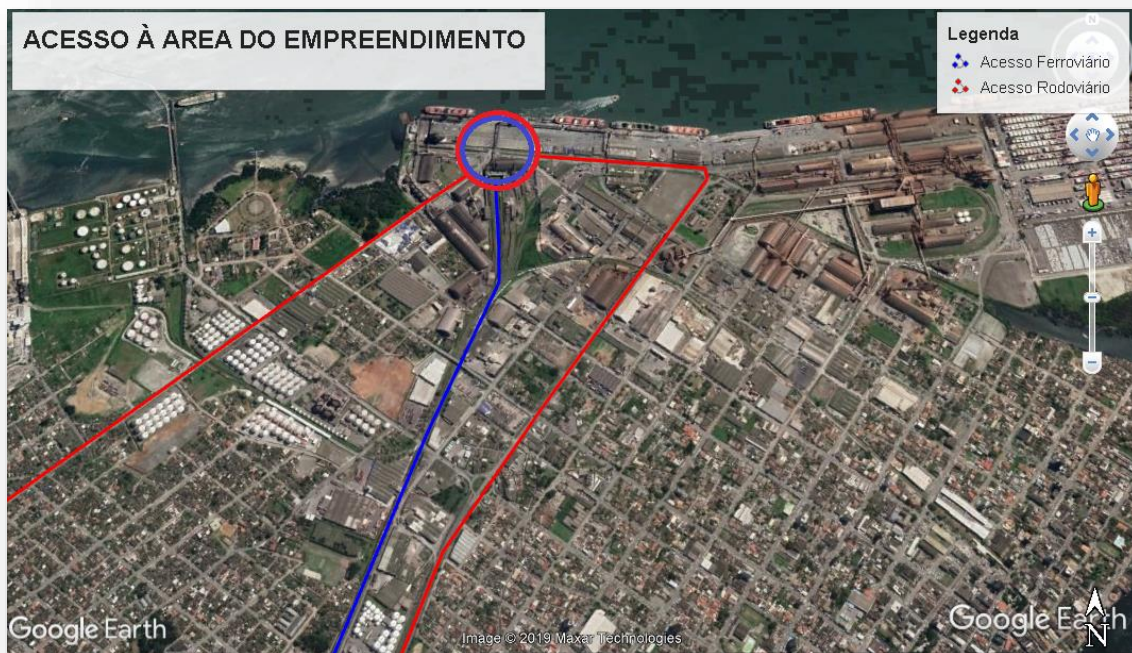 ACESSO À AREA DO EMPREENDIMENTO
Legenda
Acesso Ferroviário
Acesso Rodoviário
N
Google Earth
Image © 2019 Maxar Technologies
Google Earth
N